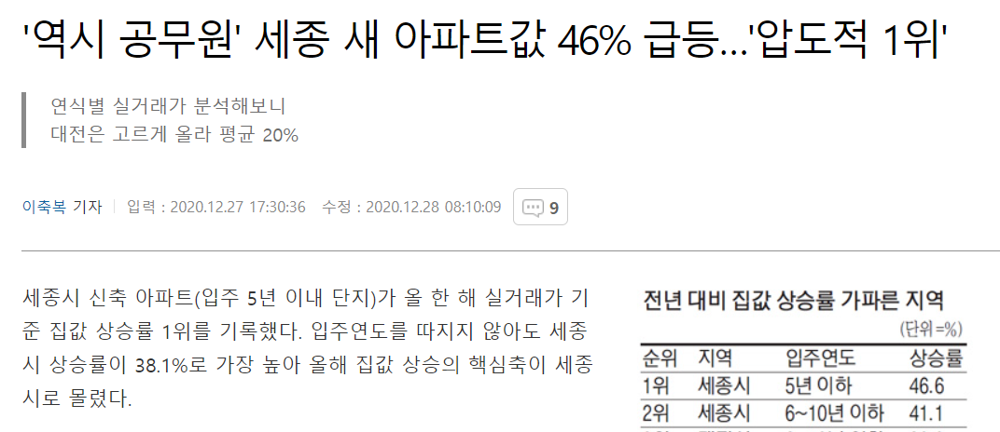 '역시 공무원' 세종 새 아파트값 46% 급등…'압도적 1위'
연식별 실거래가 분석해보니
대전은 고르게 올라 평균 20%
이축복 기자 입력 : 2020.12.27 17:30:36 수정 : 2020.12.28 08:10:09 9
세종시 신축 아파트(입주 5년 이내 단지)가 올 한 해 실거래가 기
준 집값 상승률 1위를 기록했다. 입주연도를 따지지 않아도 세종
시 상승률이 38.1%로 가장 높아 올해 집값 상승의 핵심축이 세종
시로 몰렸다.
전년 대비 집값 상승률 가파른 지역
(단위=%)
순위 지역 입주연도 상승률
1위 세종시 5년 이하 46.6
2위 세종시 6~10년 이하 41.1